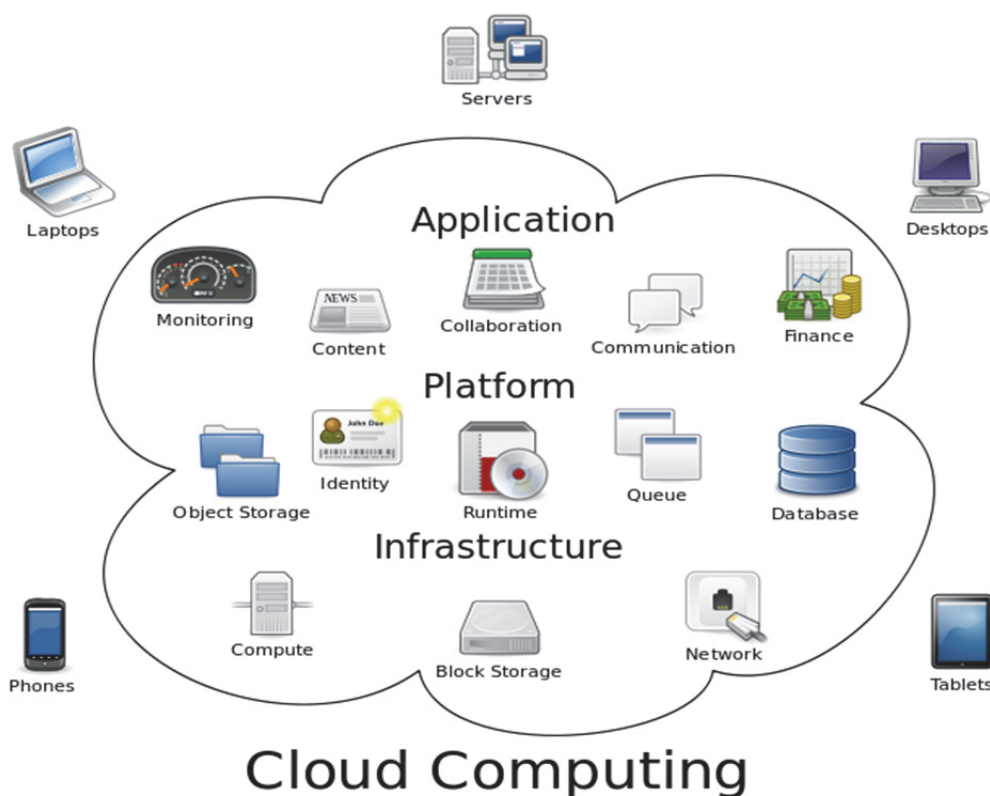 Servers
Laptops
Desktops
Application
Monitoring
NEWS
Content
Collaboration
Communication
Finance
Platform
John Doe
Object Storage
Identity
Runtime
Queue
Database
Infrastructure
Compute
Block Storage
Network
Phones
Tablets
Cloud Computing